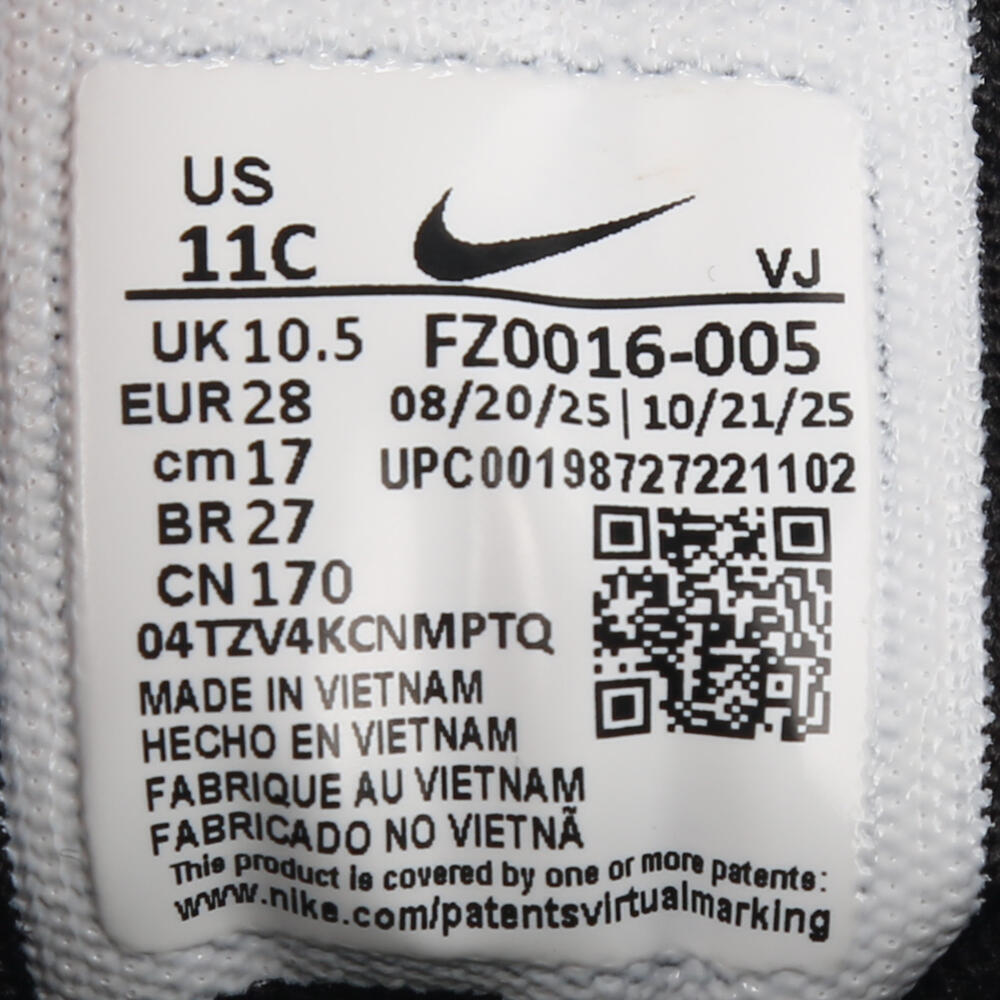 US
11C
VJ
UK 10.5 FZ0016-005
EUR 28 08/20/25 | 10/21/25
cm 17 UPC00198727221102
BR 27
CN 170
04TZV4KCNMPTQ
MADE IN VIETNAM
HECHO EN VIETNAM
FABRIQUE AU VIETNAM
FABRICADO NO VIETNÃ
This product is covered by one or more patents:
www.nike.com/patentsvirtualmarking